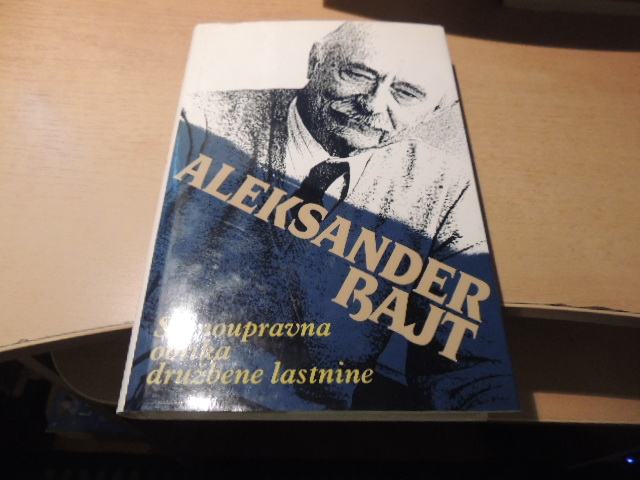 ALEKSANDER
BAJT
Samoupravna
oblika
družbene lastnine